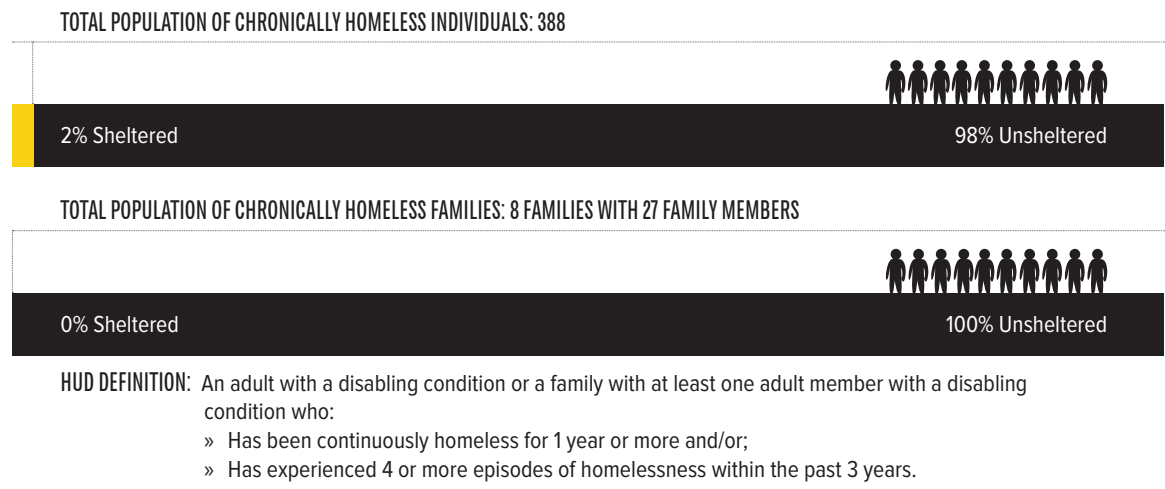 TOTAL POPULATION OF CHRONICALLY HOMELESS INDIVIDUALS: 388
2% Sheltered
98% Unsheltered
TOTAL POPULATION OF CHRONICALLY HOMELESS FAMILIES: 8 FAMILIES WITH 27 FAMILY MEMBERS
0% Sheltered
100% Unsheltered
HUD DEFINITION: An adult with a disabling condition or a family with at least one adult member with a disabling
condition who:
» Has been continuously homeless for 1 year or more and/or;
» Has experienced 4 or more episodes of homelessness within the past 3 years.